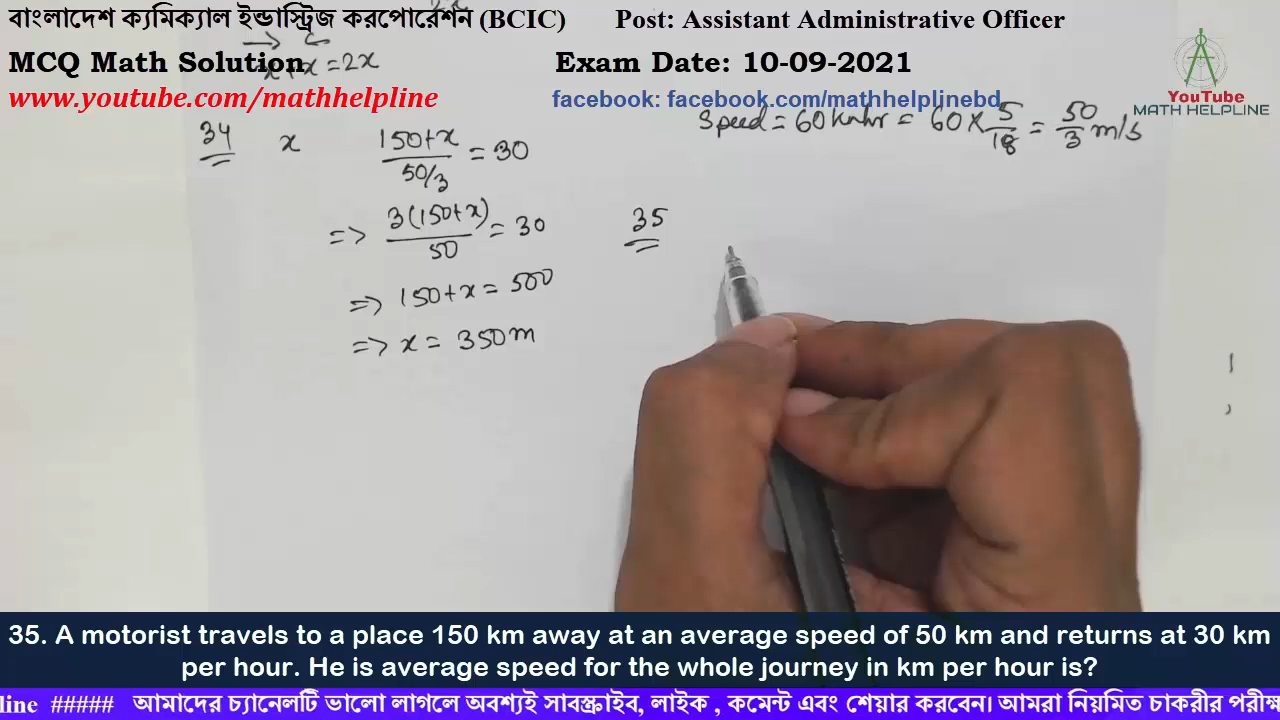 বাংলাদেশ ক্যমিক্যাল ইন্ডাস্ট্রিজ করপোরেশন (BCIC) Post: Assistant Administrative Officer
x+x=2x
MCQ Math Solution Exam Date: 10-09-2021
www.youtube.com/mathhelpline facebook: facebook.com/mathhelplinebd
YouTube
MATH HELPLINE
Speed = 60 km/hr = 60 × 5/18 = 50/3 m/s
34 x (150+x)/(50/3) = 30
=> 3(150+x)/50 = 30
35
=> 150+x = 500
=> x = 350m
35. A motorist travels to a place 150 km away at an average speed of 50 km and returns at 30 km
per hour. He is average speed for the whole journey in km per hour is?
line ##### আমাদের চ্যানেলটি ভালো লাগলে অবশ্যই সাবস্ক্রাইব, লাইক , কমেন্ট এবং শেয়ার করবেন। আমরা নিয়মিত চাকরীর পরীক্ষ